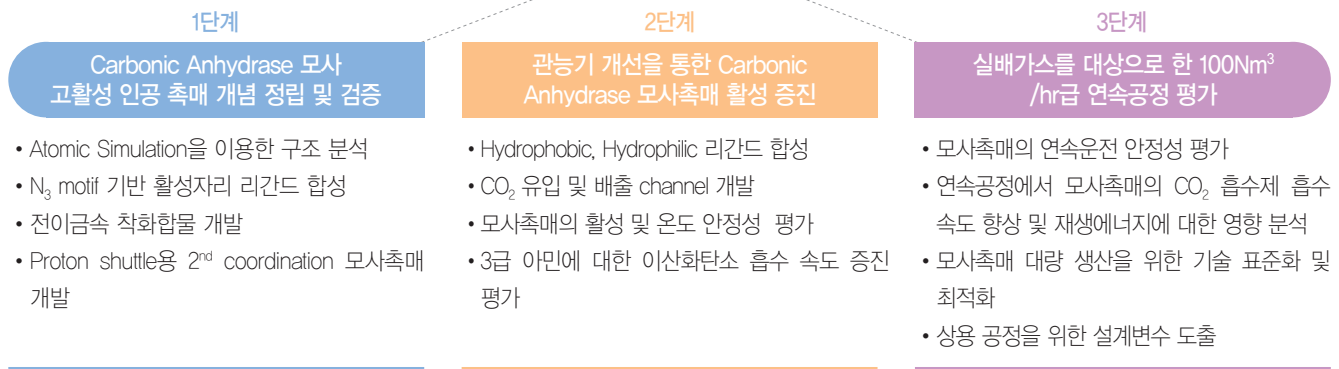 1단계
Carbonic Anhydrase 모사
고활성 인공 촉매 개념 정립 및 검증
• Atomic Simulation을 이용한 구조 분석
• N₃ motif 기반 활성자리 리간드 합성
• 전이금속 착화합물 개발
• Proton shuttle용 2ⁿᵈ coordination 모사촉매
개발
2단계
관능기 개선을 통한 Carbonic
Anhydrase 모사촉매 활성 증진
• Hydrophobic, Hydrophilic 리간드 합성
• CO₂ 유입 및 배출 channel 개발
• 모사촉매의 활성 및 온도 안정성 평가
• 3급 아민에 대한 이산화탄소 흡수 속도 증진
평가
3단계
실배가스를 대상으로 한 100Nm³
/hr급 연속공정 평가
• 모사촉매의 연속운전 안정성 평가
• 연속공정에서 모사촉매의 CO₂ 흡수제 흡수
속도 향상 및 재생에너지에 대한 영향 분석
• 모사촉매 대량 생산을 위한 기술 표준화 및
최적화
• 상용 공정을 위한 설계변수 도출